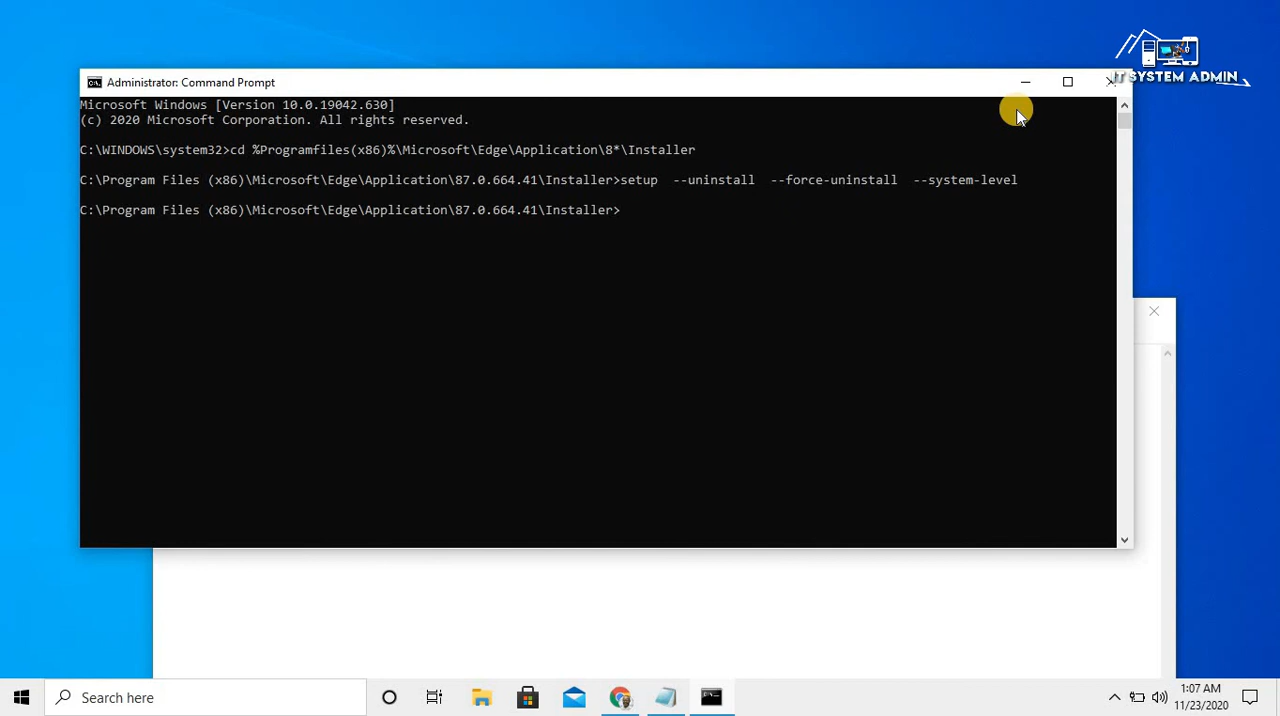 IT SYSTEM ADMIN
Administrator: Command Prompt
Microsoft Windows [Version 10.0.19042.630]
(c) 2020 Microsoft Corporation. All rights reserved.
C:\WINDOWS\system32>cd %Programfiles(x86)%\Microsoft\Edge\Application\8*\Installer
C:\Program Files (x86)\Microsoft\Edge\Application\87.0.664.41\Installer>setup  --uninstall  --force-uninstall  --system-level
C:\Program Files (x86)\Microsoft\Edge\Application\87.0.664.41\Installer>
Search here
1:07 AM
11/23/2020